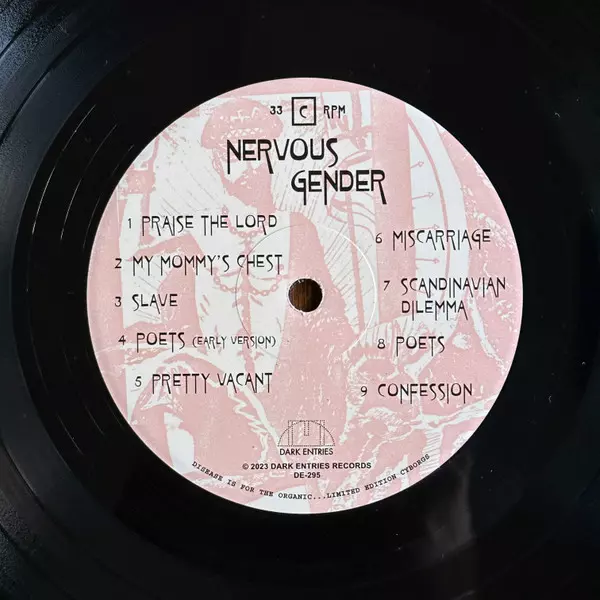 33 C RPM
NERVOUS
GENDER
1 PRAISE THE LORD
2 MY MOMMY'S CHEST
3 SLAVE
4 POETS (EARLY VERSION)
5 PRETTY VACANT
6 MISCARRIAGE
7 SCANDINAVIAN
DILEMMA
8 POETS
9 CONFESSION
DARK ENTRIES
© 2023 DARK ENTRIES RECORDS
DE-295
DISEASE IS FOR THE ORGANIC...LIMITED EDITION CYBORGS